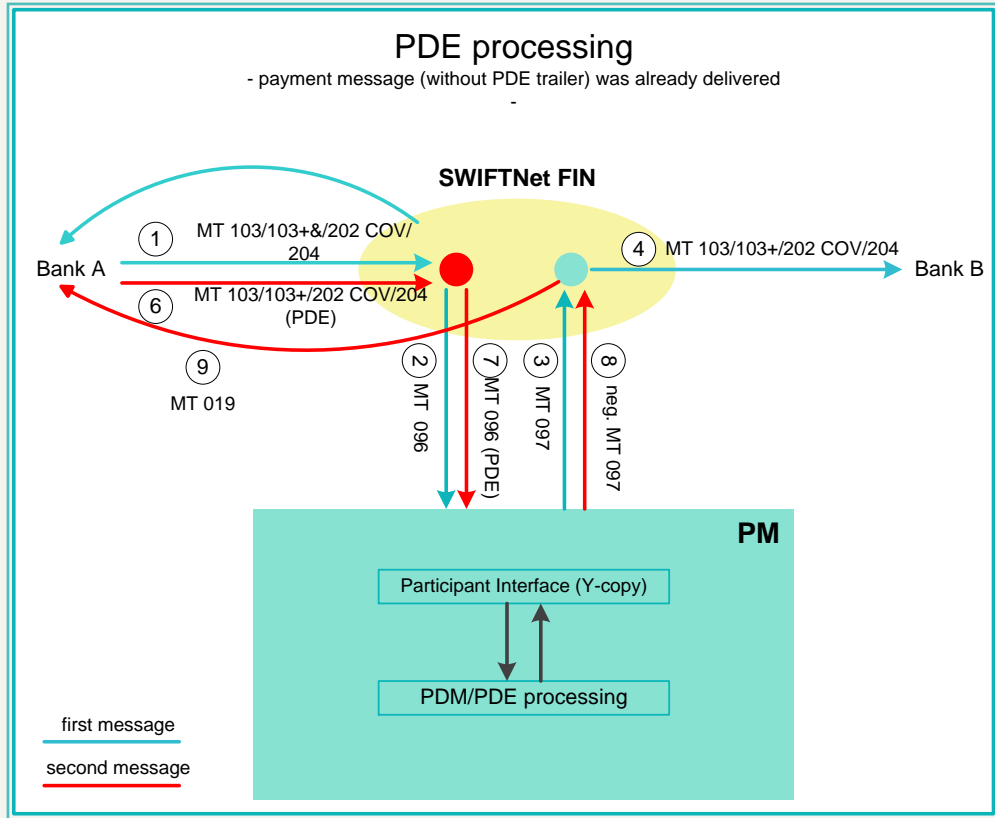 PDE processing
- payment message (without PDE trailer) was already delivered
-
SWIFTNet FIN
1
MT 103/103+&/202 COV/
204
4
MT 103/103+/202 COV/204
Bank A
Bank B
6
MT 103/103+/202 COV/204
(PDE)
9
MT 019
2
MT 096
7
MT 096 (PDE)
3
MT 097
8
neg. MT 097
PM
Participant Interface (Y-copy)
PDM/PDE processing
first message
second message